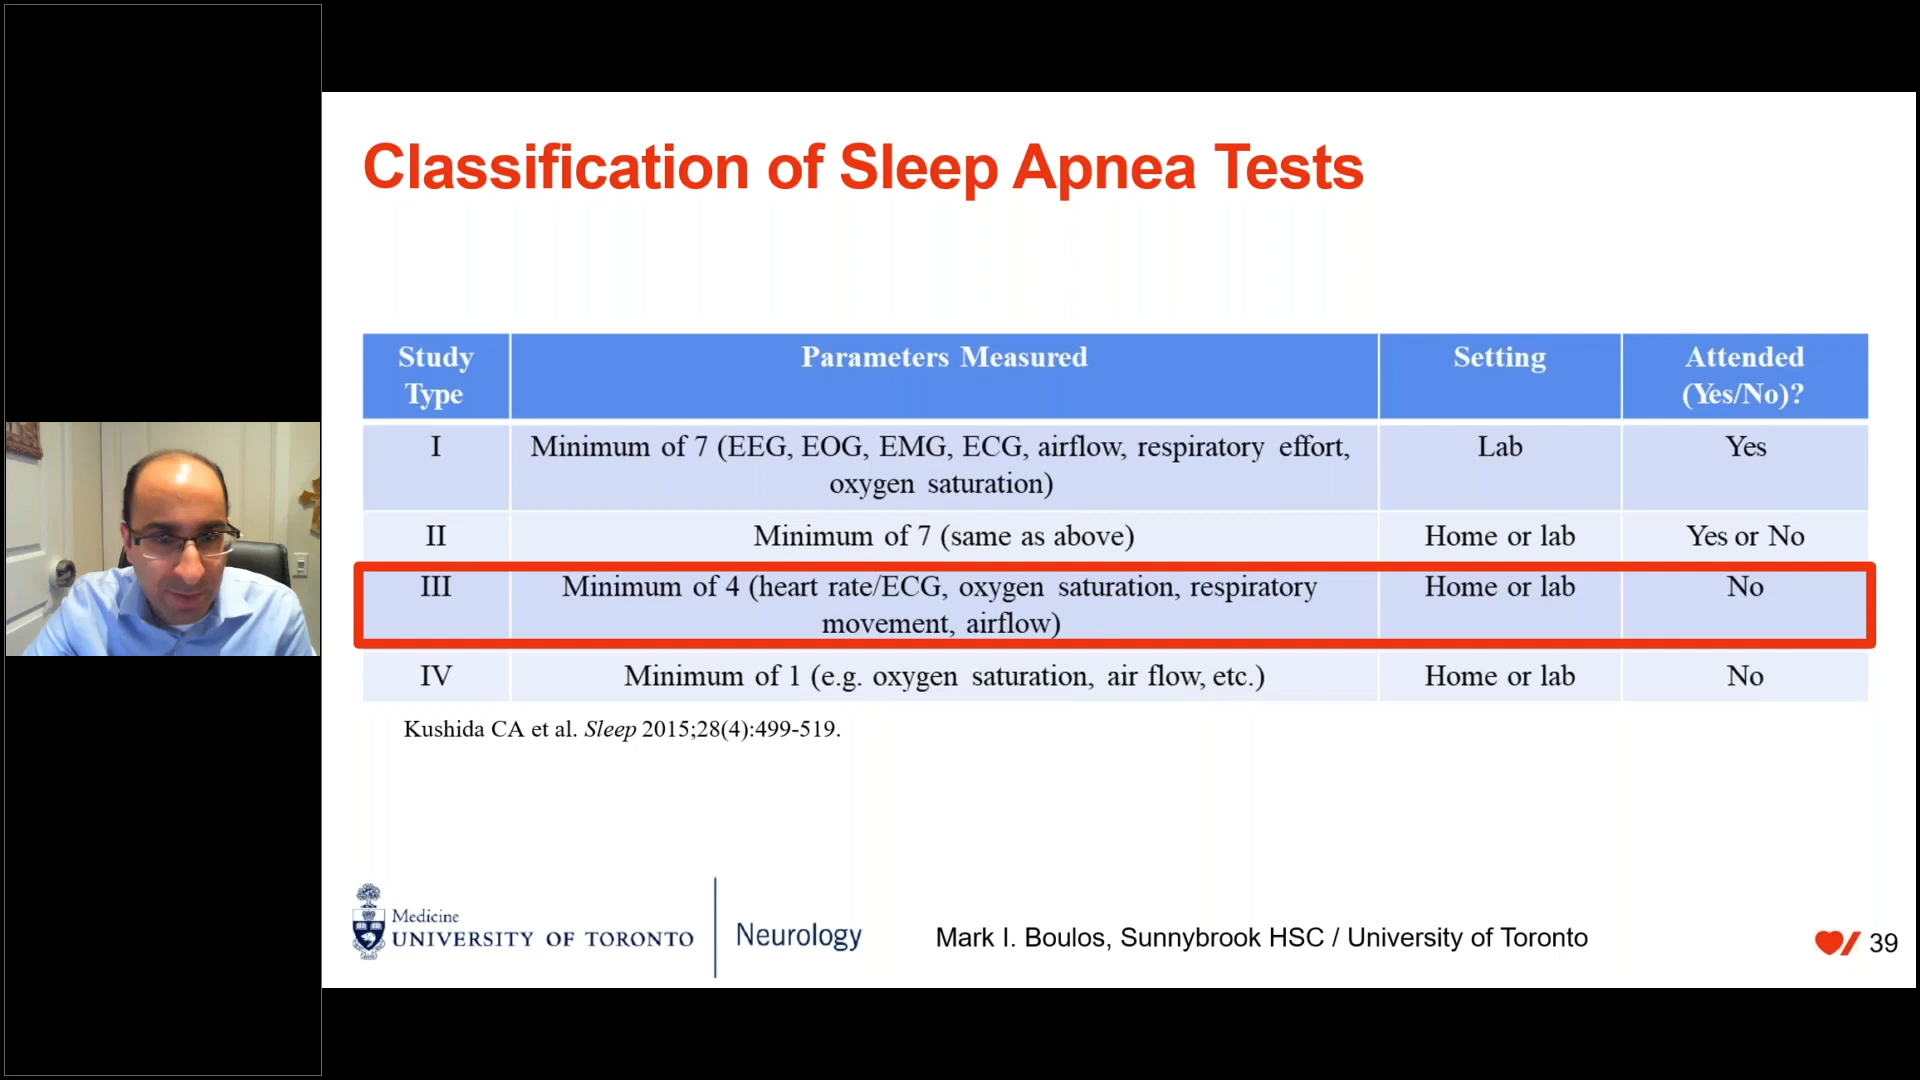 Classification of Sleep Apnea Tests
Study Type
Parameters Measured
Setting
Attended (Yes/No)?
I
Minimum of 7 (EEG, EOG, EMG, ECG, airflow, respiratory effort,
oxygen saturation)
Lab
Yes
II
Minimum of 7 (same as above)
Home or lab
Yes or No
III
Minimum of 4 (heart rate/ECG, oxygen saturation, respiratory
movement, airflow)
Home or lab
No
IV
Minimum of 1 (e.g. oxygen saturation, air flow, etc.)
Home or lab
No
Kushida CA et al. Sleep 2015;28(4):499-519.
Medicine
UNIVERSITY OF TORONTO
Neurology
Mark I. Boulos, Sunnybrook HSC / University of Toronto
39